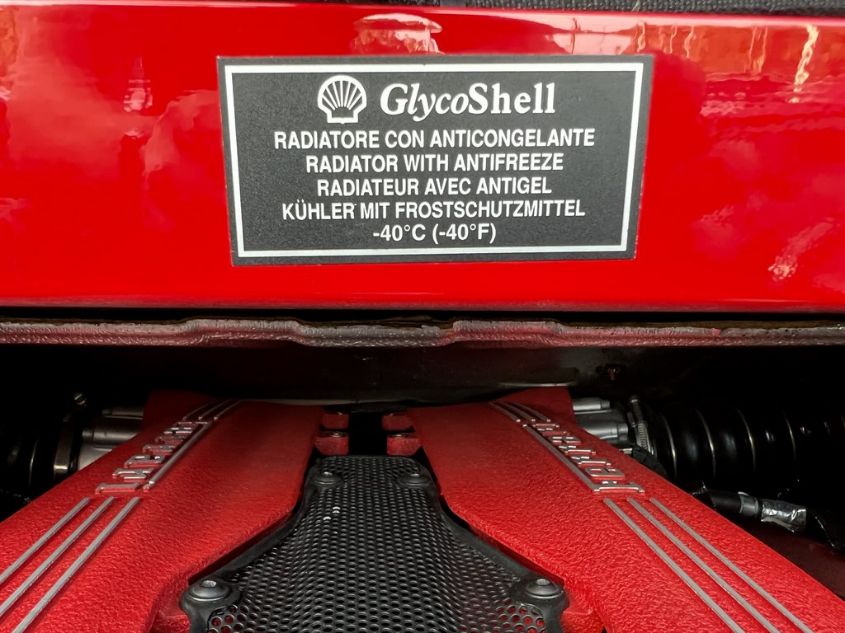 GlycoShell
RADIATORE CON ANTICONGELANTE
RADIATOR WITH ANTIFREEZE
RADIATEUR AVEC ANTIGEL
KÜHLER MIT FROSTSCHUTZMITTEL
-40°C (-40°F)